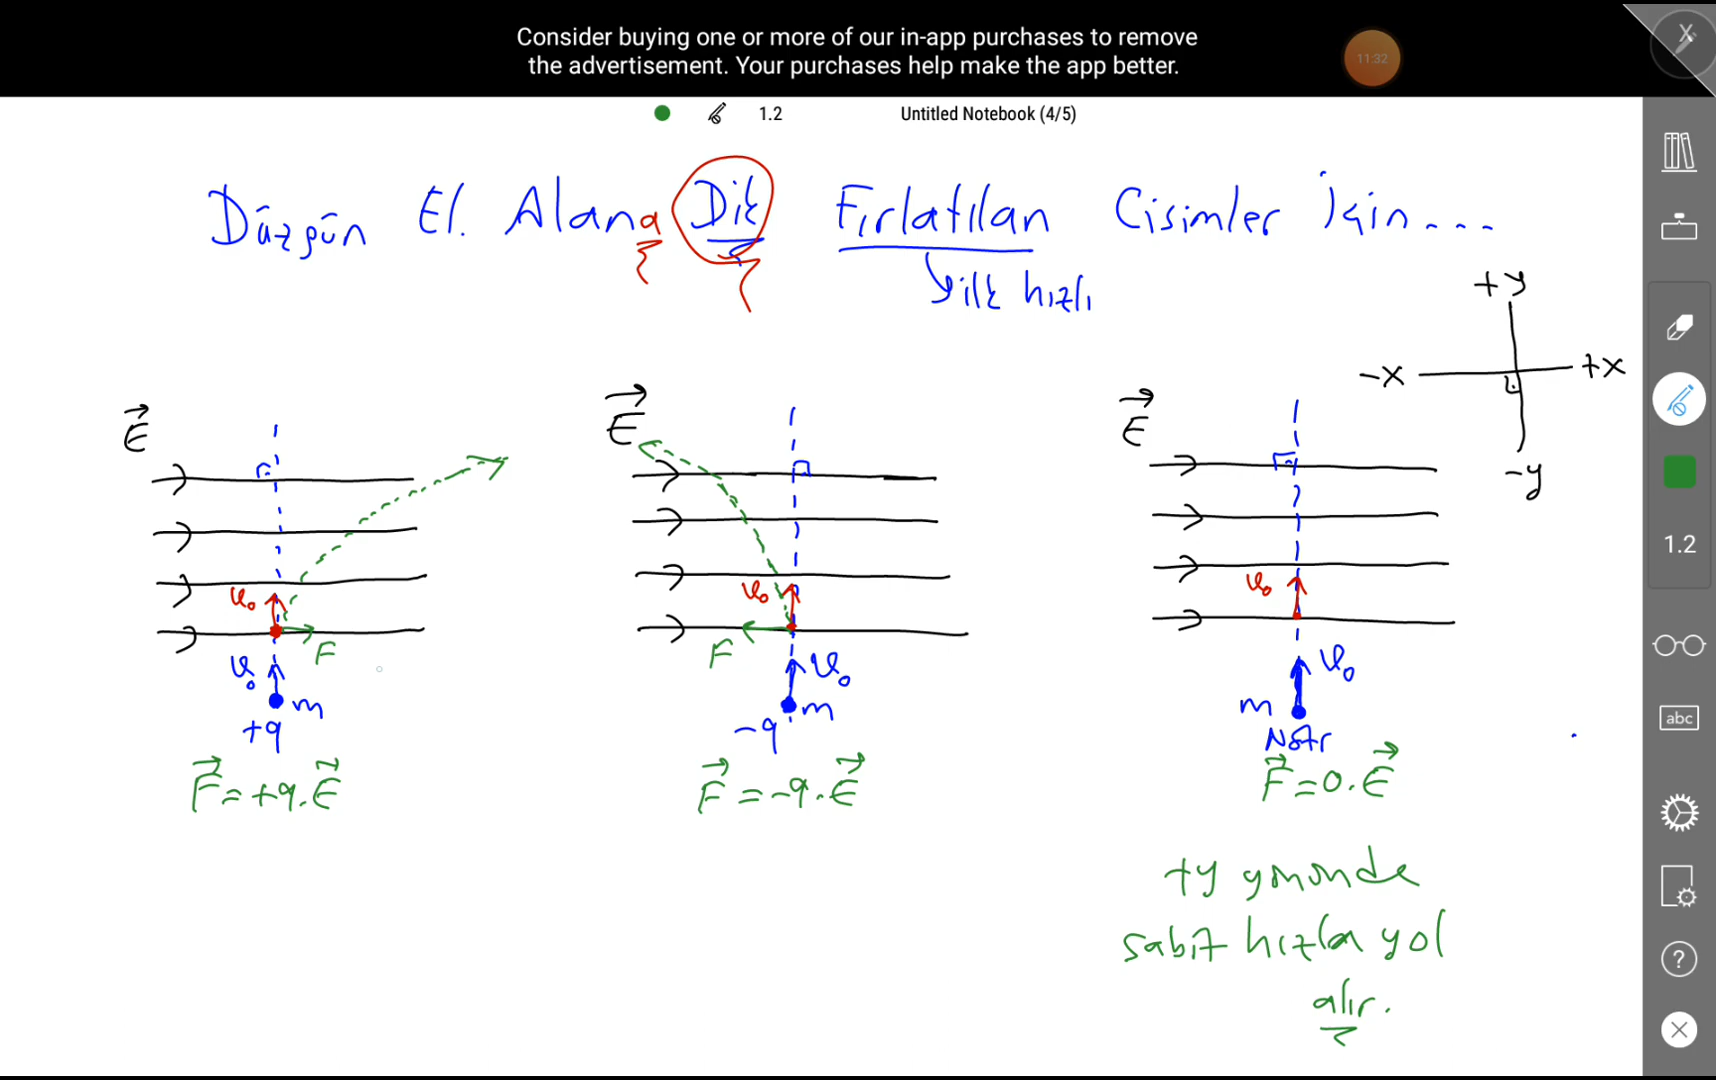 Consider buying one or more of our in-app purchases to remove
the advertisement. Your purchases help make the app better.
11:32
X
1.2 Untitled Notebook (4/5)
Düzgün El. Alana Dik Fırlatılan Cisimler İçin...
ilk hızlı
+y
-x +x
-y
E E E
1.2
v₀ v₀ v₀
F F
v₀ v₀ v₀
m m m
+q -q Nötr
F=+q.E F=-q.E F=0.E
abc
+y yönünde
sabit hızla yol
alır.
?